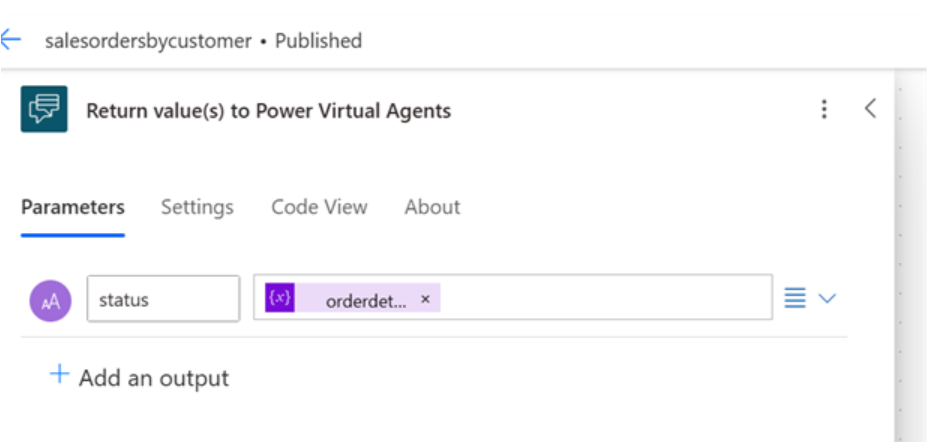 salesordersbycustomer • Published
Return value(s) to Power Virtual Agents
Parameters Settings Code View About
AA status {x} orderdet... ×
+ Add an output